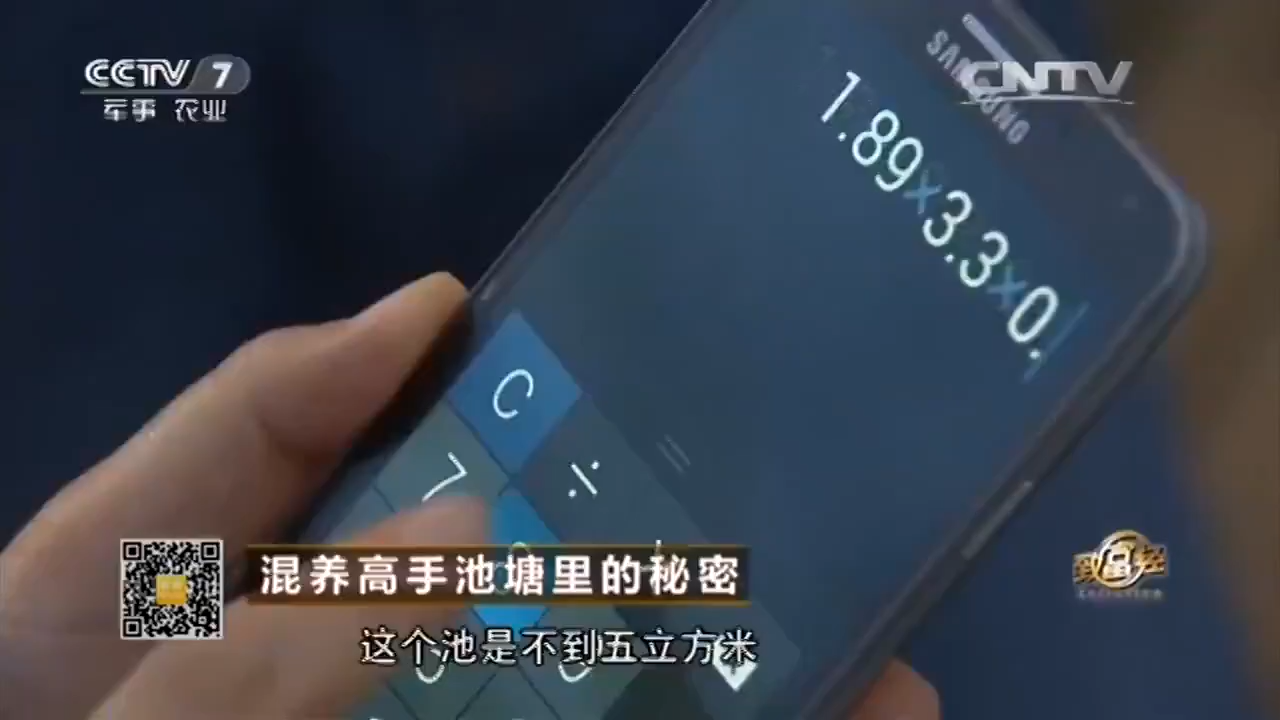 CCTV 7
军事 农业
SAMSUNG
CNTV
1.89×3.3×0.
C
7
÷
混养高手池塘里的秘密
致富经
这个池是不到五立方米